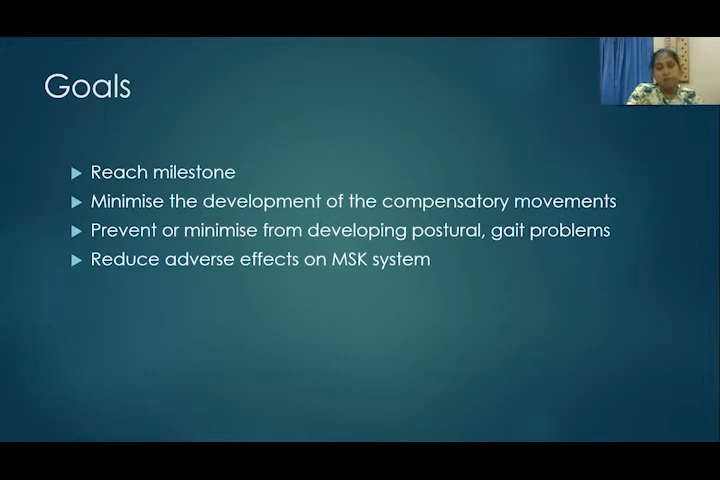 Goals
Reach milestone
Minimise the development of the compensatory movements
Prevent or minimise from developing postural, gait problems
Reduce adverse effects on MSK system